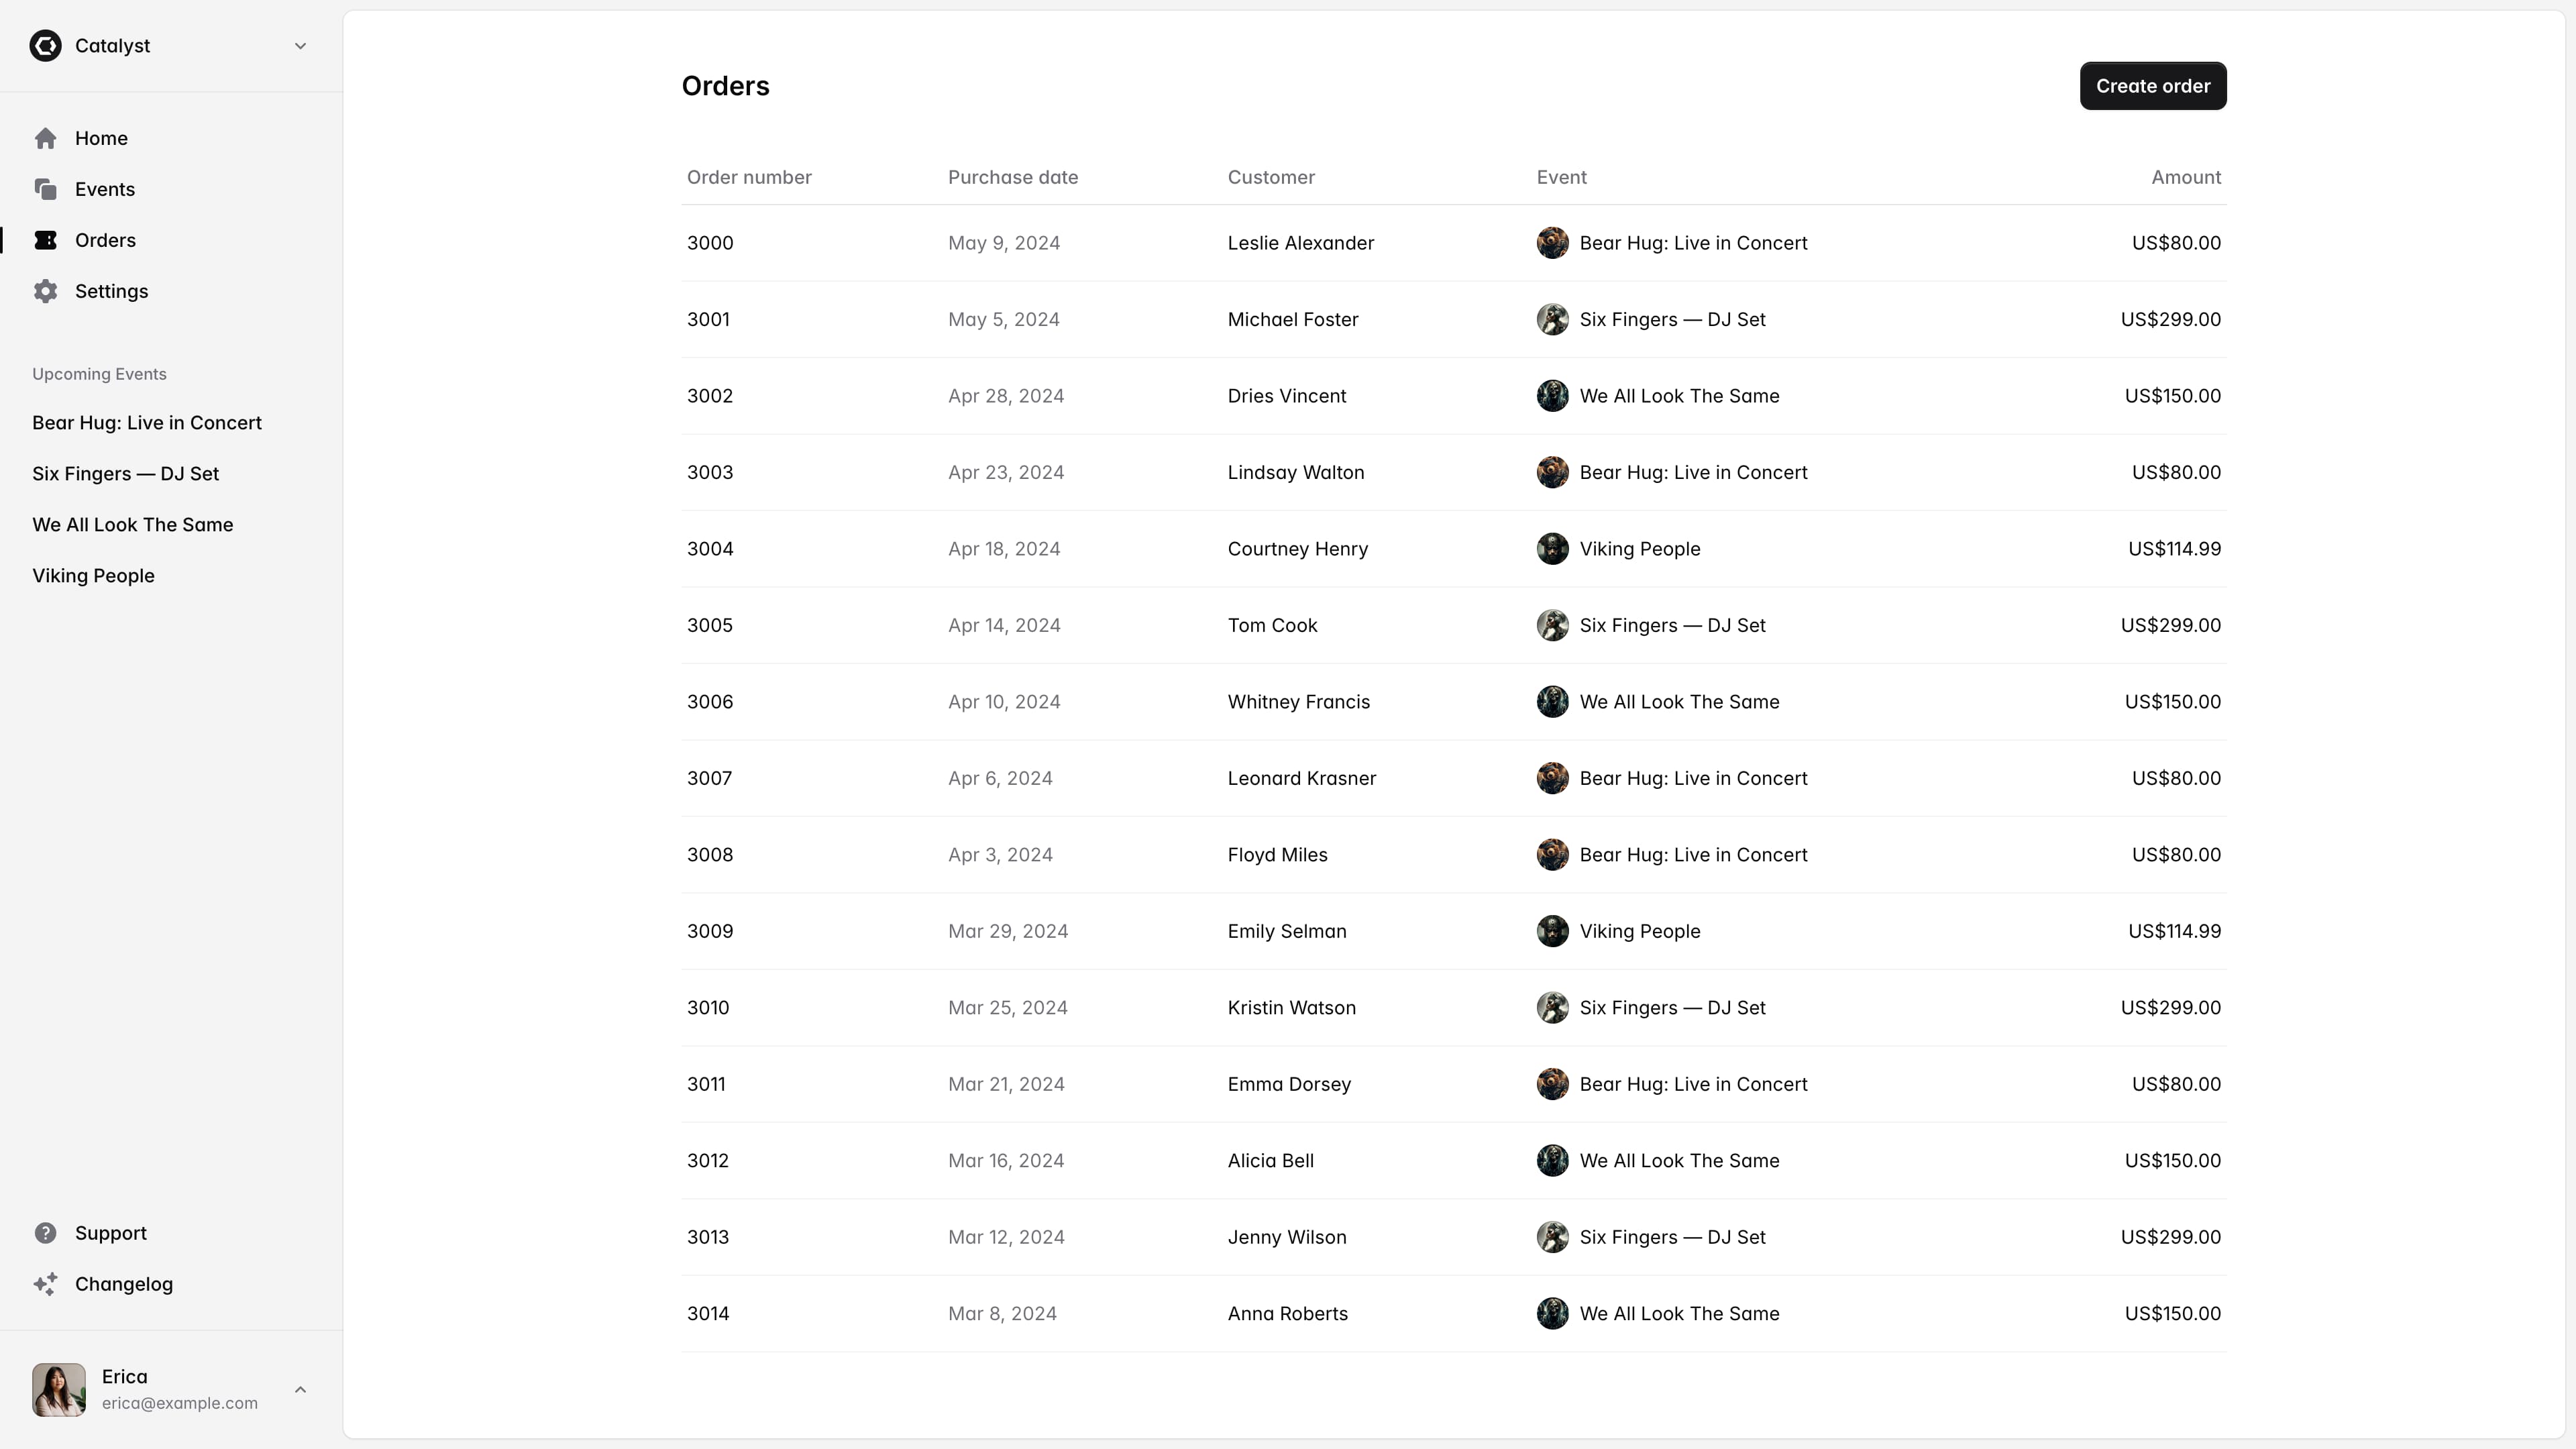 Catalyst
Home
Events
Orders
Settings
Upcoming Events
Bear Hug: Live in Concert
Six Fingers — DJ Set
We All Look The Same
Viking People
Support
Changelog
Erica
erica@example.com
Orders
Create order
Order number Purchase date Customer Event Amount
3000 May 9, 2024 Leslie Alexander Bear Hug: Live in Concert US$80.00
3001 May 5, 2024 Michael Foster Six Fingers — DJ Set US$299.00
3002 Apr 28, 2024 Dries Vincent We All Look The Same US$150.00
3003 Apr 23, 2024 Lindsay Walton Bear Hug: Live in Concert US$80.00
3004 Apr 18, 2024 Courtney Henry Viking People US$114.99
3005 Apr 14, 2024 Tom Cook Six Fingers — DJ Set US$299.00
3006 Apr 10, 2024 Whitney Francis We All Look The Same US$150.00
3007 Apr 6, 2024 Leonard Krasner Bear Hug: Live in Concert US$80.00
3008 Apr 3, 2024 Floyd Miles Bear Hug: Live in Concert US$80.00
3009 Mar 29, 2024 Emily Selman Viking People US$114.99
3010 Mar 25, 2024 Kristin Watson Six Fingers — DJ Set US$299.00
3011 Mar 21, 2024 Emma Dorsey Bear Hug: Live in Concert US$80.00
3012 Mar 16, 2024 Alicia Bell We All Look The Same US$150.00
3013 Mar 12, 2024 Jenny Wilson Six Fingers — DJ Set US$299.00
3014 Mar 8, 2024 Anna Roberts We All Look The Same US$150.00